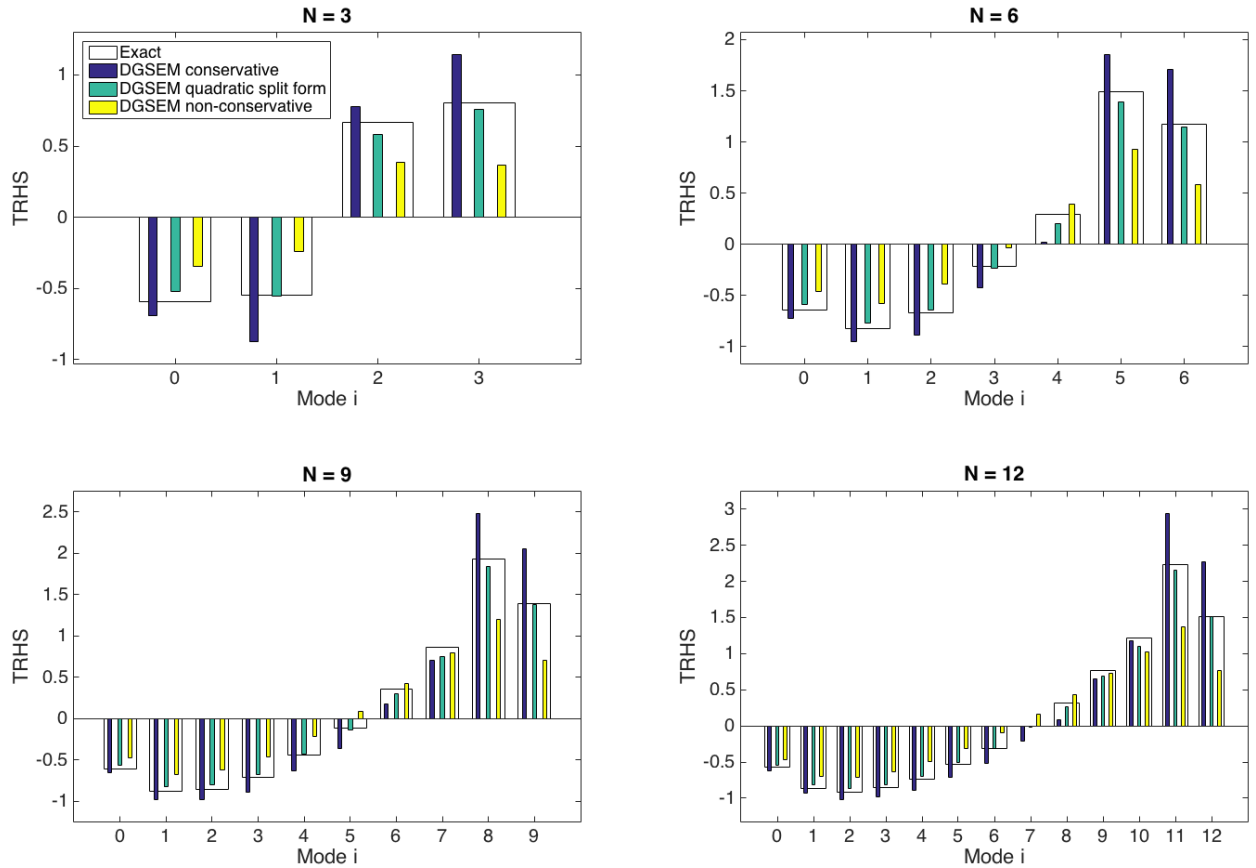 N = 3
Exact
DGSEM conservative
DGSEM quadratic split form
DGSEM non-conservative
1
0.5
0
-0.5
-1
TRHS
0 1 2 3
Mode i
N = 6
2
1.5
1
0.5
0
-0.5
-1
TRHS
0 1 2 3 4 5 6
Mode i
N = 9
2.5
2
1.5
1
0.5
0
-0.5
-1
TRHS
0 1 2 3 4 5 6 7 8 9
Mode i
N = 12
3
2.5
2
1.5
1
0.5
0
-0.5
-1
TRHS
0 1 2 3 4 5 6 7 8 9 10 11 12
Mode i